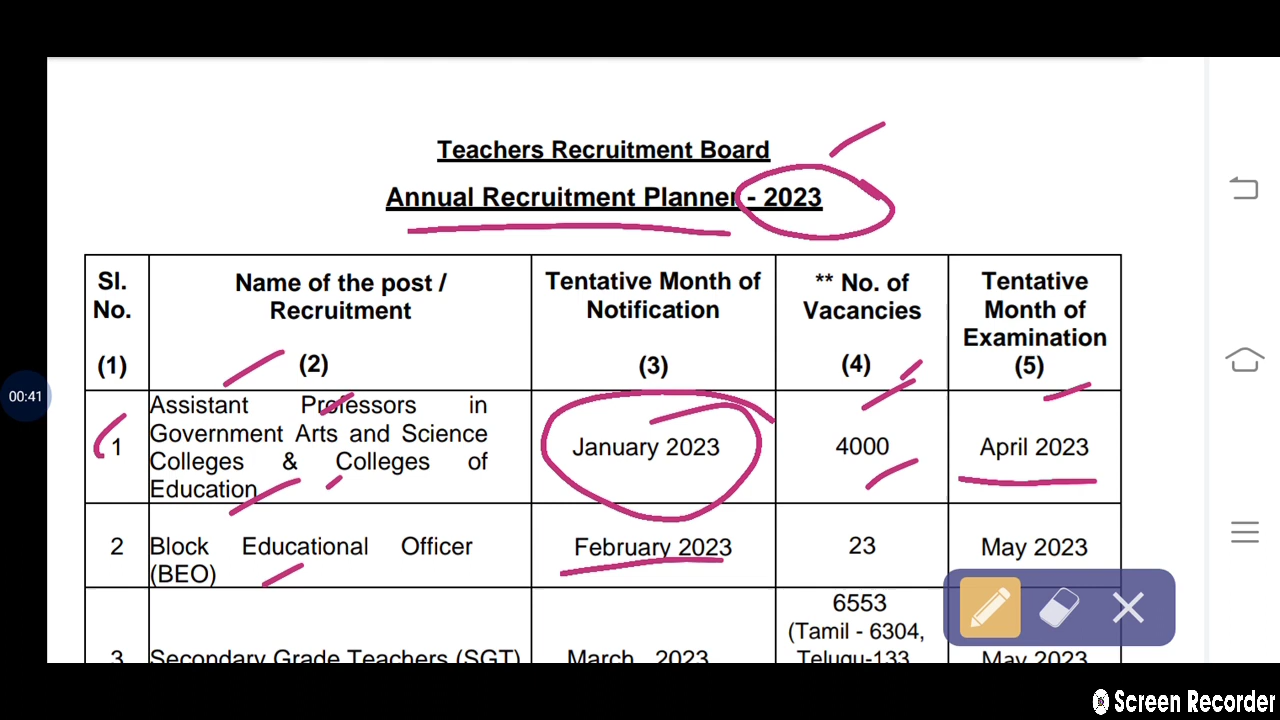 Teachers Recruitment Board
Annual Recruitment Planner - 2023
Sl. No. (1)
Name of the post / Recruitment (2)
Tentative Month of Notification (3)
** No. of Vacancies (4)
Tentative Month of Examination (5)
1
Assistant Professors in
Government Arts and Science
Colleges & Colleges of
Education
January 2023
4000
April 2023
2
Block Educational Officer
(BEO)
February 2023
23
May 2023
3
Secondary Grade Teachers (SGT)
March 2023
6553
(Tamil - 6304,
Telugu-133
May 2023
00:41
Screen Recorder